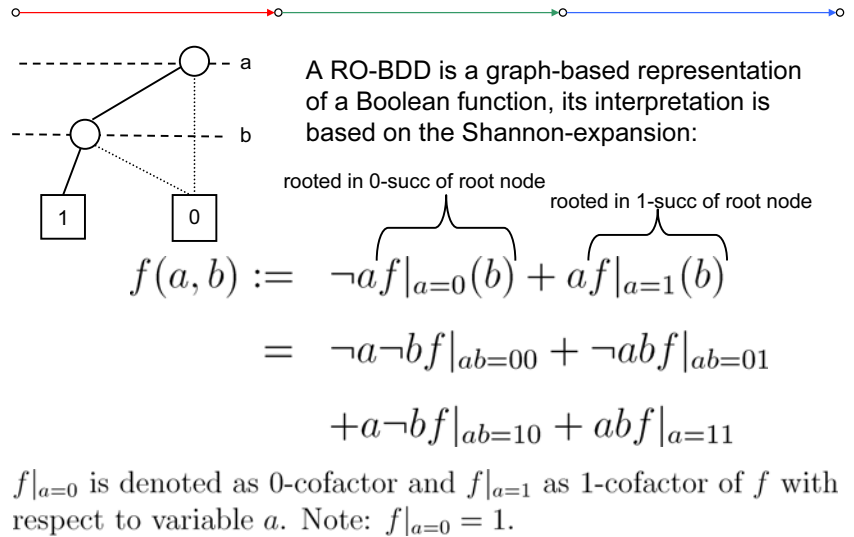 a
A RO-BDD is a graph-based representation
of a Boolean function, its interpretation is
based on the Shannon-expansion:
b
1
0
rooted in 0-succ of root node
rooted in 1-succ of root node
f(a, b) := ¬af|a=0(b) + af|a=1(b)
= ¬a¬bf|ab=00 + ¬abf|ab=01
+a¬bf|ab=10 + abf|a=11
f|a=0 is denoted as 0-cofactor and f|a=1 as 1-cofactor of f with
respect to variable a. Note: f|a=0 = 1.